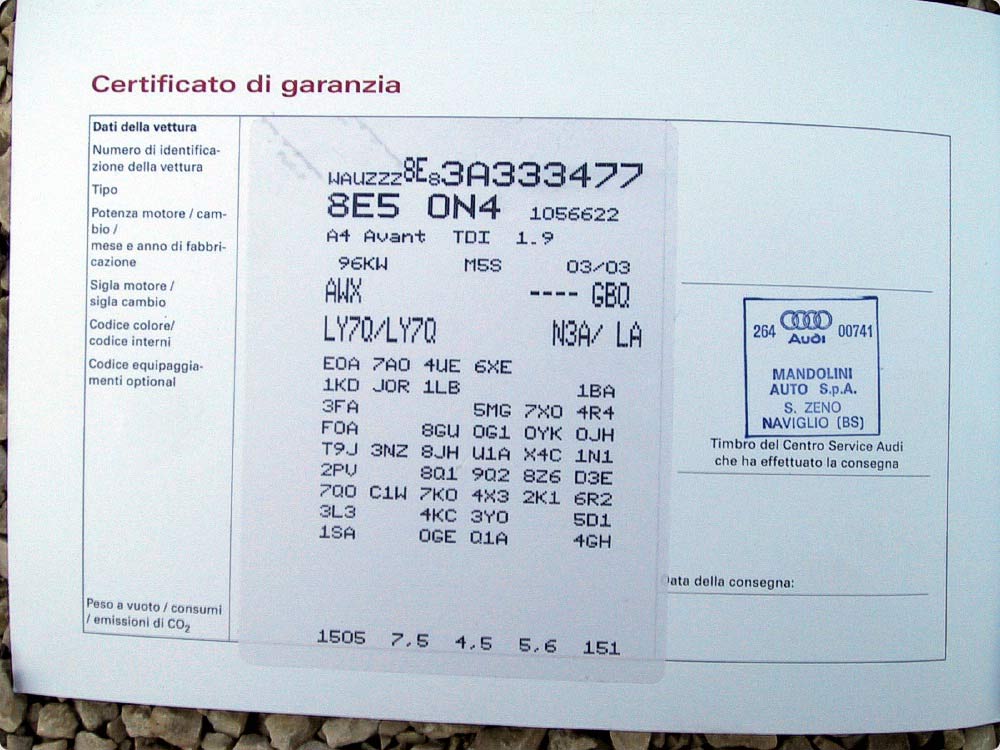 Certificato di garanzia
Dati della vettura
Numero di identifica-
zione della vettura
Tipo
Potenza motore / cam-
bio /
mese e anno di fabbri-
cazione
Sigla motore /
sigla cambio
Codice colore/
codice interni
Codice equipaggia-
menti optional
Peso a vuoto / consumi
/ emissioni di CO2
WAUZZZ8E83A333477
8E5 0N4 1056622
A4 Avant TDI 1.9
96KW M5S 03/03
AWX ---- GBQ
LY7Q/LY7Q N3A/ LA
E0A 7A0 4UE 6XE
1KD J0R 1LB 1BA
3FA 5MG 7X0 4R4
F0A 8GU 0G1 0YK 0JH
T9J 3NZ 8JH U1A X4C 1N1
2PV 8Q1 9Q2 8Z6 D3E
7Q0 C1W 7K0 4X3 2K1 6R2
3L3 4KC 3Y0 5D1
1SA 0GE Q1A 4GH
1505 7,5 4,5 5,6 151
264 Audi 00741
MANDOLINI
AUTO S.p.A.
S. ZENO
NAVIGLIO (BS)
Timbro del Centro Service Audi
che ha effettuato la consegna
Data della consegna: